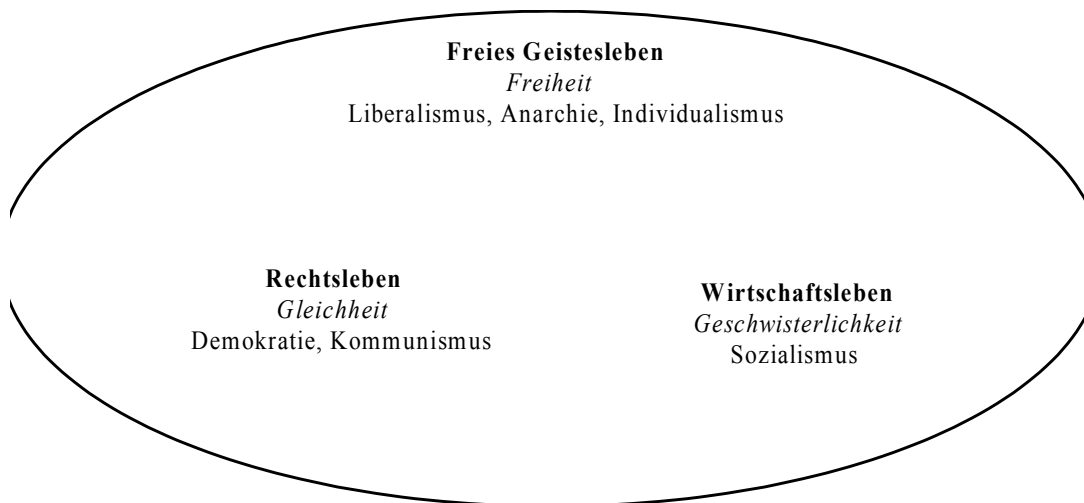 Freies Geistesleben
Freiheit
Liberalismus, Anarchie, Individualismus
Rechtsleben
Gleichheit
Demokratie, Kommunismus
Wirtschaftsleben
Geschwisterlichkeit
Sozialismus